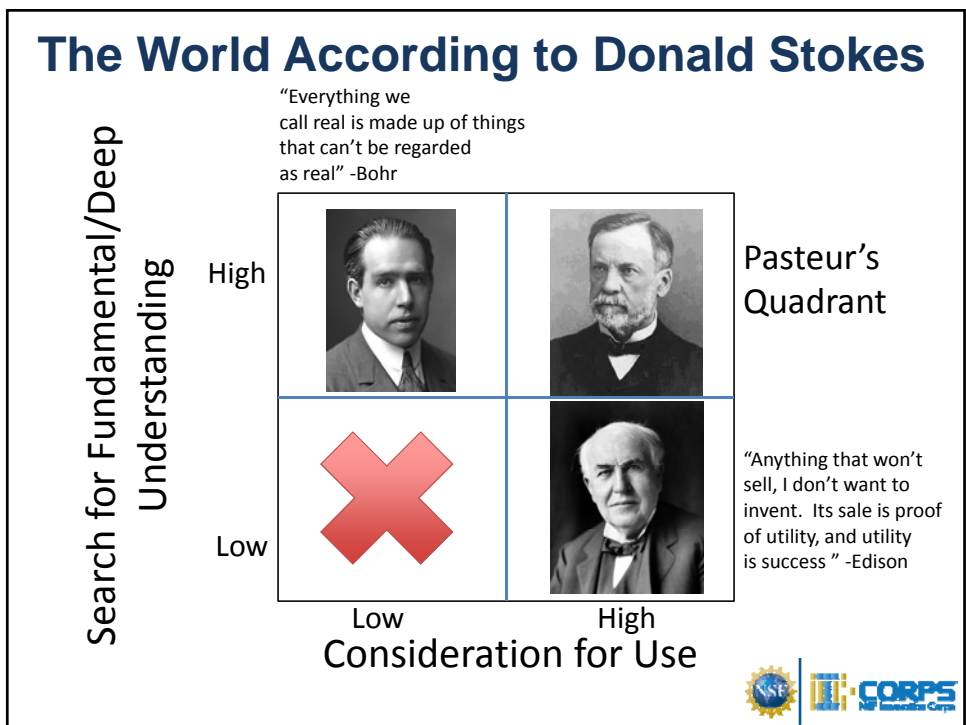 The World According to Donald Stokes
“Everything we
call real is made up of things
that can’t be regarded
as real” -Bohr
Search for Fundamental/Deep
Understanding
High
Pasteur’s
Quadrant
Low
“Anything that won’t
sell, I don’t want to
invent.  Its sale is proof
of utility, and utility
is success ” -Edison
Low
High
Consideration for Use
NSF
CORPS
NSF Innovation Corps